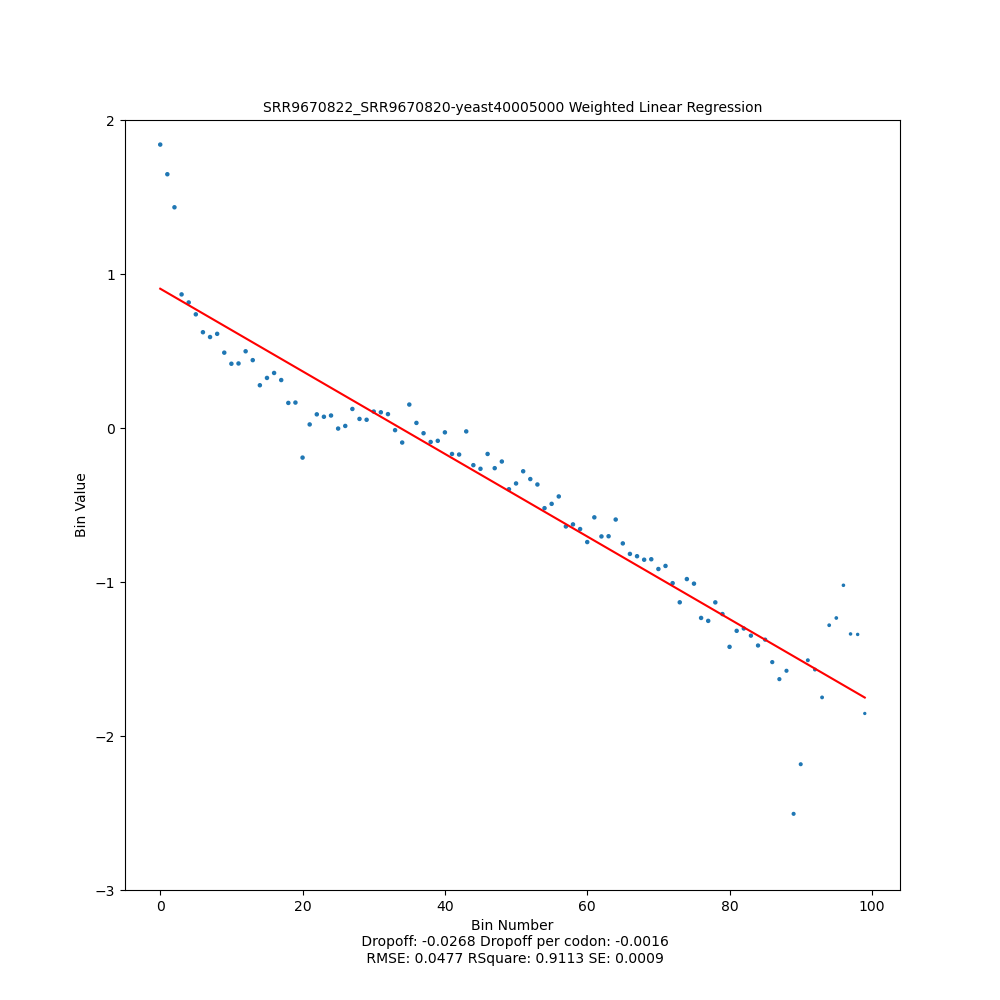 SRR9670822_SRR9670820-yeast40005000 Weighted Linear Regression
2
1
0
−1
−2
−3
Bin Value
0 20 40 60 80 100
Bin Number
Dropoff: -0.0268 Dropoff per codon: -0.0016
RMSE: 0.0477 RSquare: 0.9113 SE: 0.0009